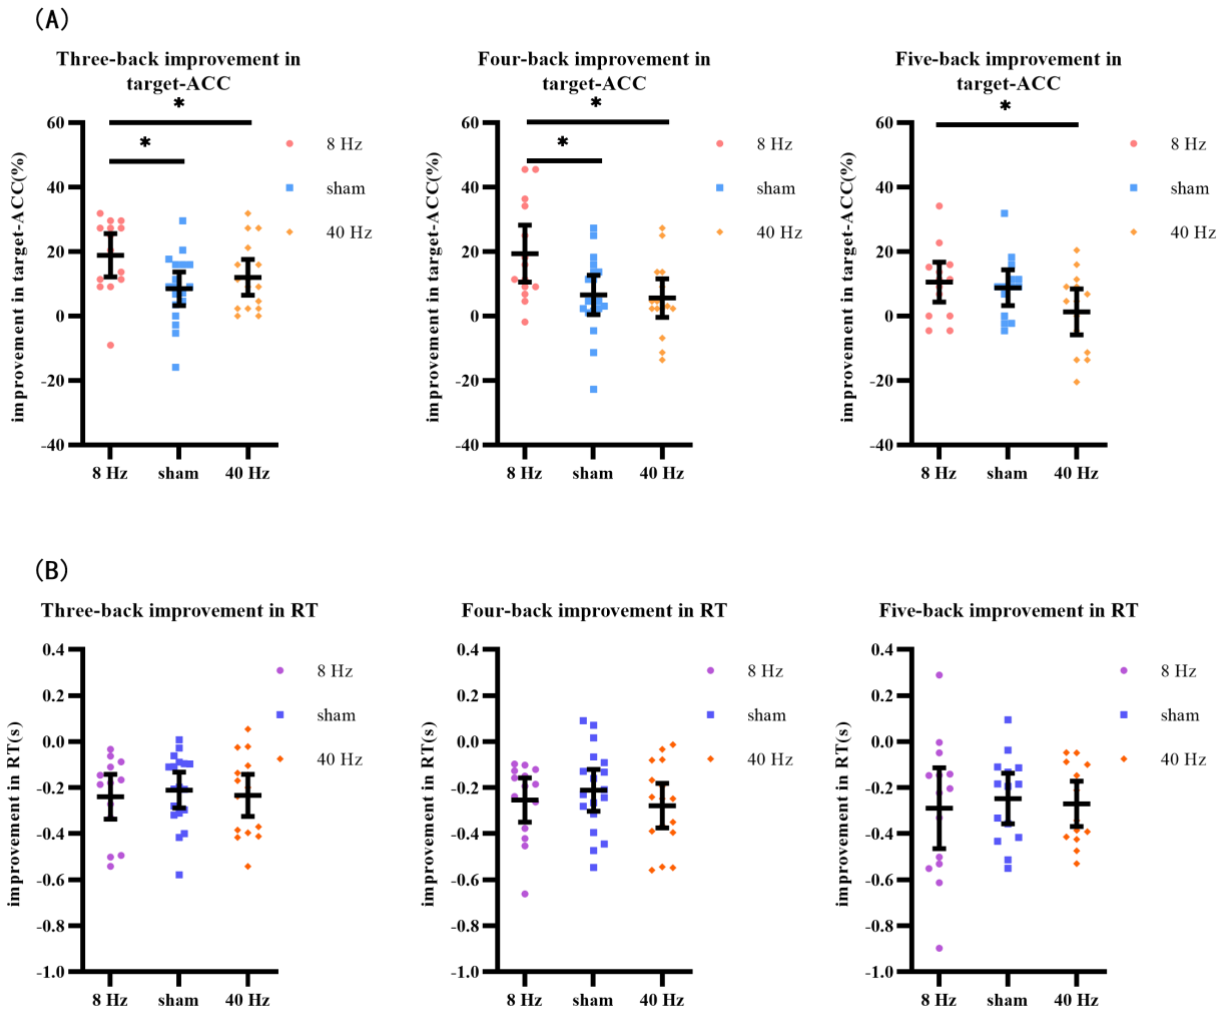 (A)
Three-back improvement in
target-ACC
*
*
60
40
20
0
-20
-40
improvement in target-ACC(%)
8 Hz
sham
40 Hz
8 Hz
sham
40 Hz
Four-back improvement in
target-ACC
*
*
60
40
20
0
-20
-40
improvement in target-ACC(%)
8 Hz
sham
40 Hz
8 Hz
sham
40 Hz
Five-back improvement in
target-ACC
*
60
40
20
0
-20
-40
improvement in target-ACC(%)
8 Hz
sham
40 Hz
8 Hz
sham
40 Hz
(B)
Three-back improvement in RT
0.4
0.2
0.0
-0.2
-0.4
-0.6
-0.8
-1.0
improvement in RT(s)
8 Hz
sham
40 Hz
8 Hz
sham
40 Hz
Four-back improvement in RT
0.4
0.2
0.0
-0.2
-0.4
-0.6
-0.8
-1.0
improvement in RT(s)
8 Hz
sham
40 Hz
8 Hz
sham
40 Hz
Five-back improvement in RT
0.4
0.2
0.0
-0.2
-0.4
-0.6
-0.8
-1.0
improvement in RT(s)
8 Hz
sham
40 Hz
8 Hz
sham
40 Hz